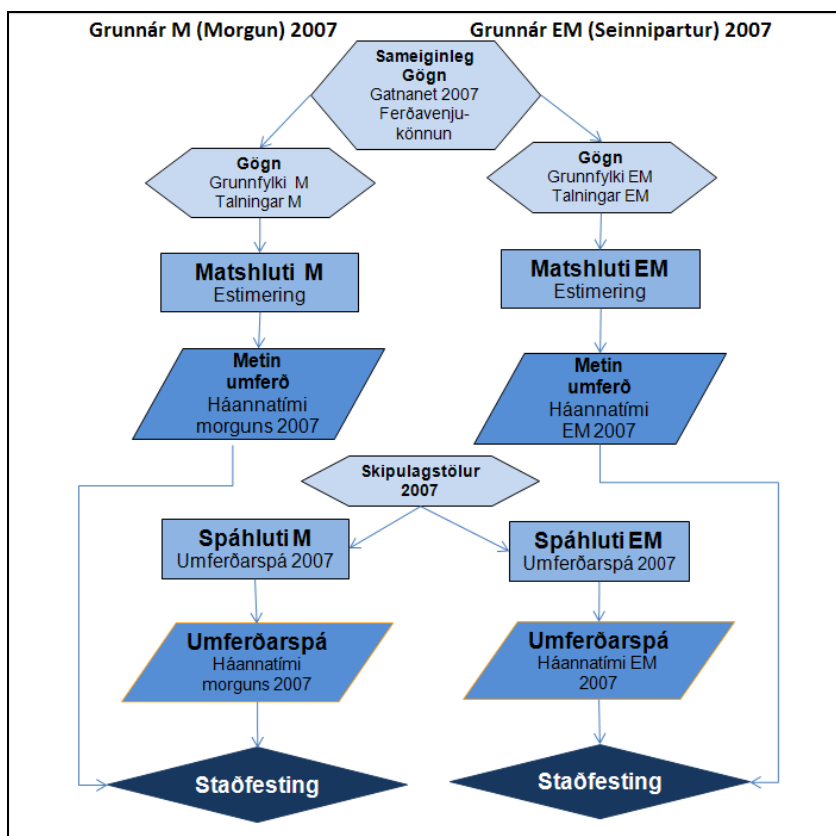 Grunnár M (Morgun) 2007
Grunnár EM (Seinnipartur) 2007
Sameiginleg
Gögn
Gatnanet 2007
Ferðavenju-
könnun
Gögn
Grunnfylki M
Talningar M
Gögn
Grunnfylki EM
Talningar EM
Matshluti M
Estimering
Matshluti EM
Estimering
Metin
umferð
Háannatími
morguns 2007
Metin
umferð
Háannatími
EM 2007
Skipulagstölur
2007
Spáhluti M
Umferðarspá 2007
Spáhluti EM
Umferðarspá 2007
Umferðarspá
Háannatími
morguns 2007
Umferðarspá
Háannatími EM
2007
Staðfesting
Staðfesting